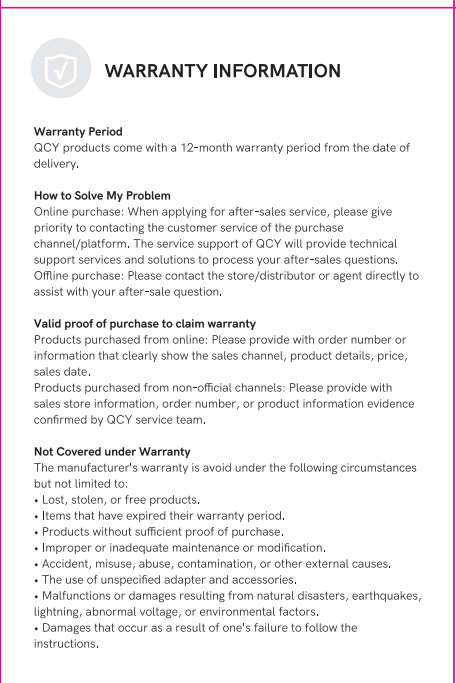 WARRANTY INFORMATION
Warranty Period
QCY products come with a 12-month warranty period from the date of
delivery.
How to Solve My Problem
Online purchase: When applying for after-sales service, please give
priority to contacting the customer service of the purchase
channel/platform. The service support of QCY will provide technical
support services and solutions to process your after-sales questions.
Offline purchase: Please contact the store/distributor or agent directly to
assist with your after-sale question.
Valid proof of purchase to claim warranty
Products purchased from online: Please provide with order number or
information that clearly show the sales channel, product details, price,
sales date.
Products purchased from non-official channels: Please provide with
sales store information, order number, or product information evidence
confirmed by QCY service team.
Not Covered under Warranty
The manufacturer's warranty is avoid under the following circumstances
but not limited to:
• Lost, stolen, or free products.
• Items that have expired their warranty period.
• Products without sufficient proof of purchase.
• Improper or inadequate maintenance or modification.
• Accident, misuse, abuse, contamination, or other external causes.
• The use of unspecified adapter and accessories.
• Malfunctions or damages resulting from natural disasters, earthquakes,
lightning, abnormal voltage, or environmental factors.
• Damages that occur as a result of one's failure to follow the
instructions.